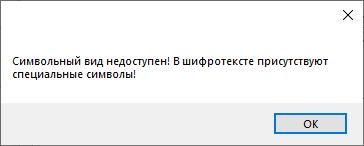 Символьный вид недоступен! В шифротексте присутствуют
специальные символы!
OK